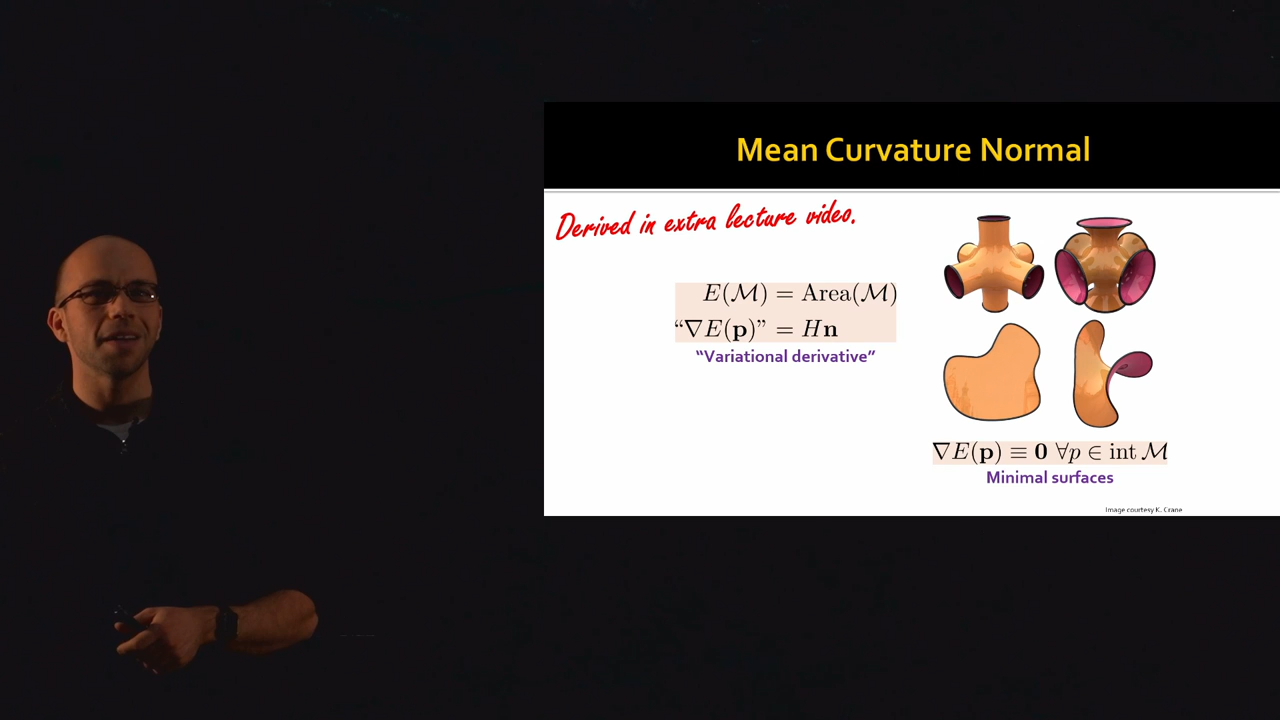 Mean Curvature Normal
Derived in extra lecture video.
E(ℳ) = Area(ℳ)
“∇E(𝐩)” = H𝐧
“Variational derivative”
∇E(𝐩) ≡ 𝟎 ∀p ∈ int ℳ
Minimal surfaces
Image courtesy K. Crane